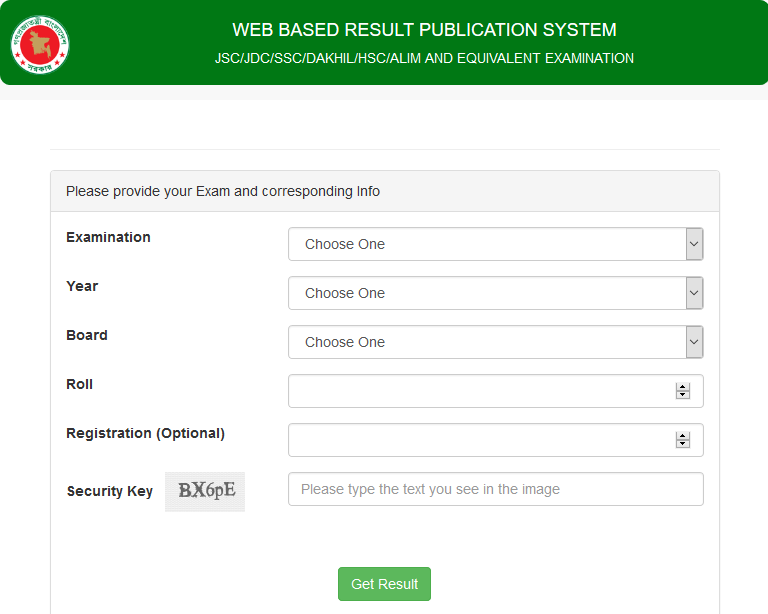 গণপ্রজাতন্ত্রী বাংলাদেশ
সরকার
WEB BASED RESULT PUBLICATION SYSTEM
JSC/JDC/SSC/DAKHIL/HSC/ALIM AND EQUIVALENT EXAMINATION
Please provide your Exam and corresponding Info
Examination Choose One
Year Choose One
Board Choose One
Roll
Registration (Optional)
Security Key BX6pE Please type the text you see in the image
Get Result